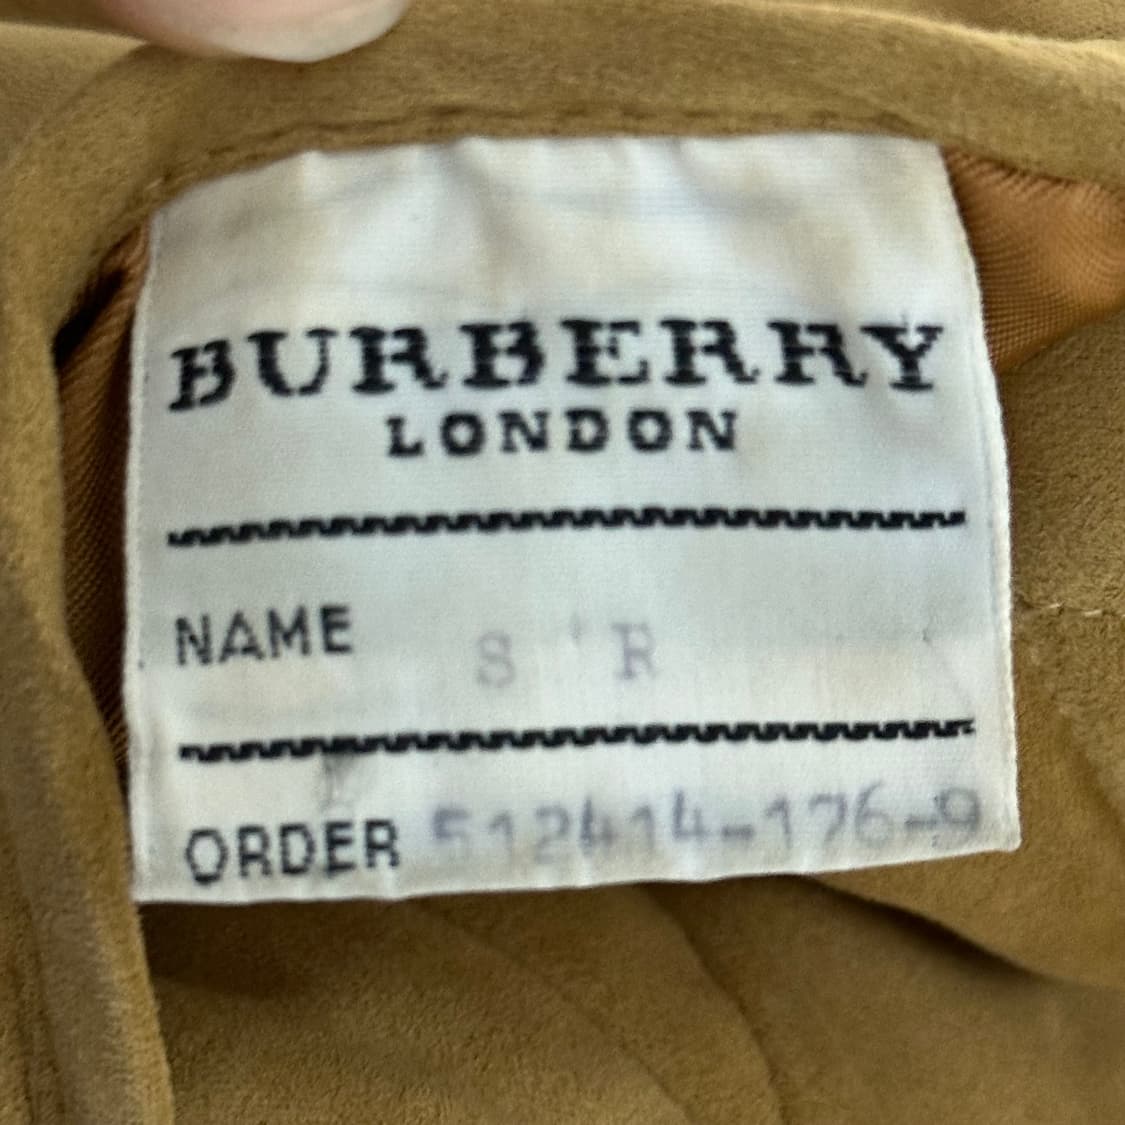 BURBERRY
LONDON
NAME S R
ORDER 512414-176-9